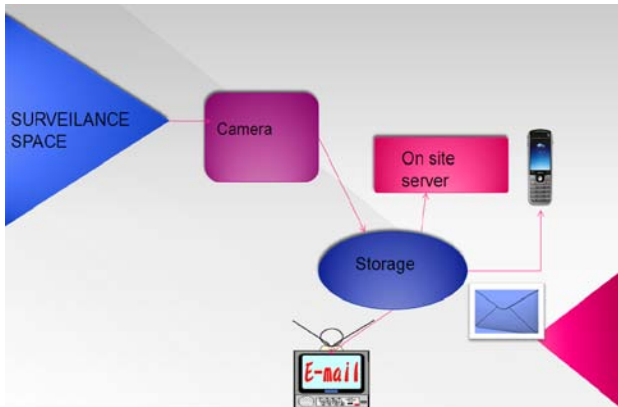 SURVEILANCE
SPACE
Camera
On site
server
Storage
E-mail